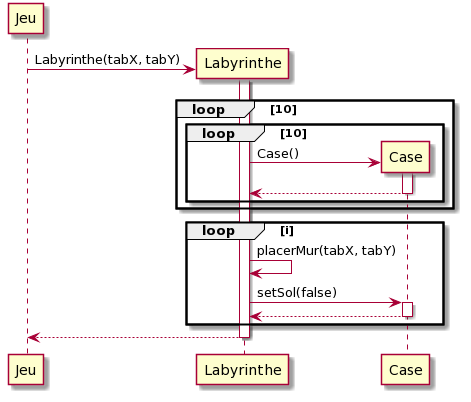 Jeu
Labyrinthe(tabX, tabY)
Labyrinthe
loop [10]
loop [10]
Case()
Case
loop [i]
placerMur(tabX, tabY)
setSol(false)
Jeu Labyrinthe Case